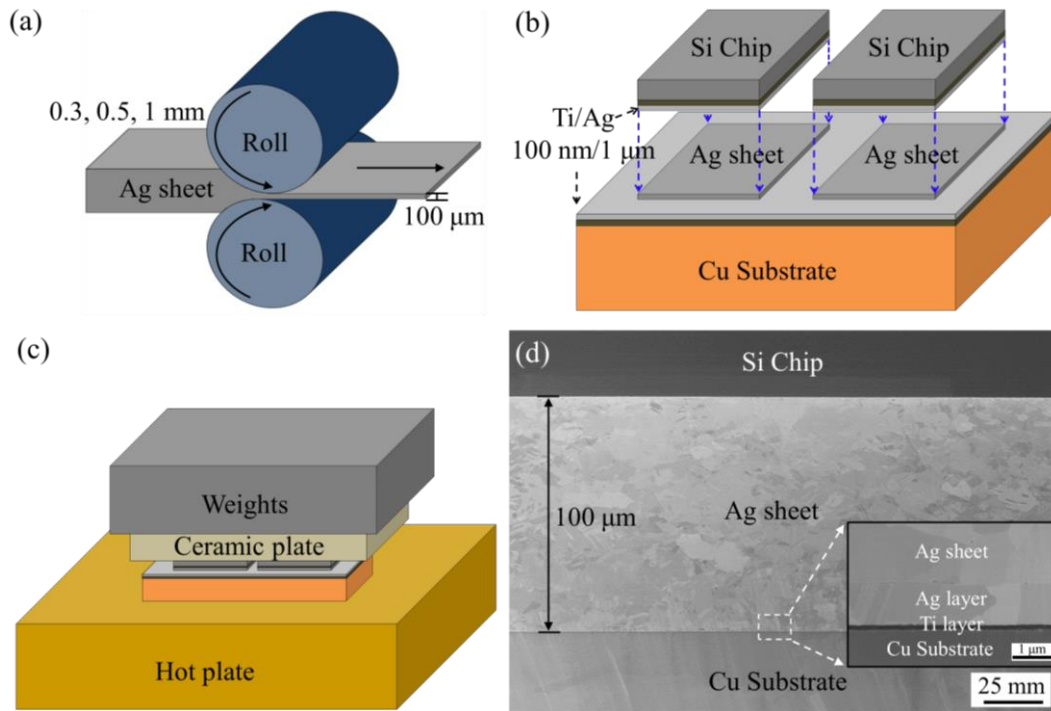 (a)
0.3, 0.5, 1 mm
Roll
Ag sheet
100 μm
Roll
(b)
Si Chip
Si Chip
Ti/Ag
100 nm/1 μm
Ag sheet
Ag sheet
Cu Substrate
(c)
Weights
Ceramic plate
Hot plate
(d)
Si Chip
100 μm
Ag sheet
Ag sheet
Ag layer
Ti layer
Cu Substrate
1 μm
Cu Substrate
25 mm